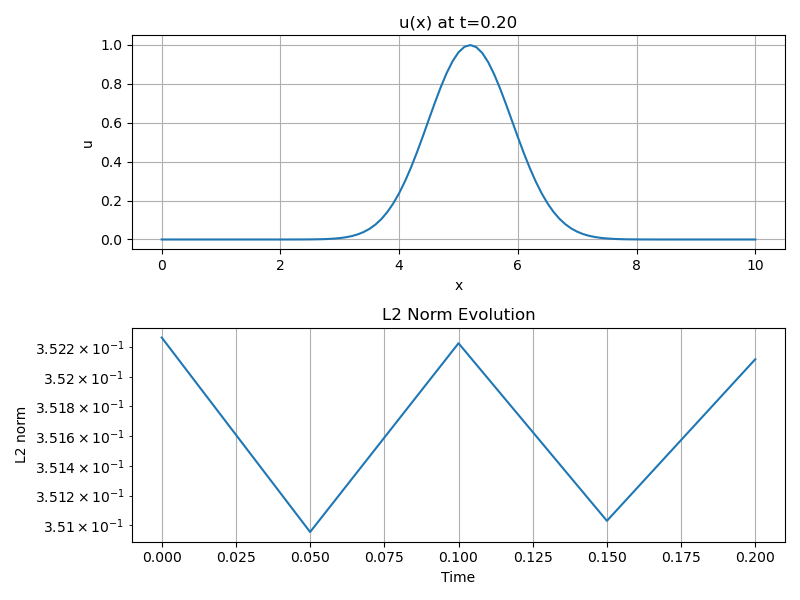 u(x) at t=0.20
u
1.0
0.8
0.6
0.4
0.2
0.0
0 2 4 6 8 10
x
L2 Norm Evolution
L2 norm
3.522 × 10⁻¹
3.52 × 10⁻¹
3.518 × 10⁻¹
3.516 × 10⁻¹
3.514 × 10⁻¹
3.512 × 10⁻¹
3.51 × 10⁻¹
0.000 0.025 0.050 0.075 0.100 0.125 0.150 0.175 0.200
Time